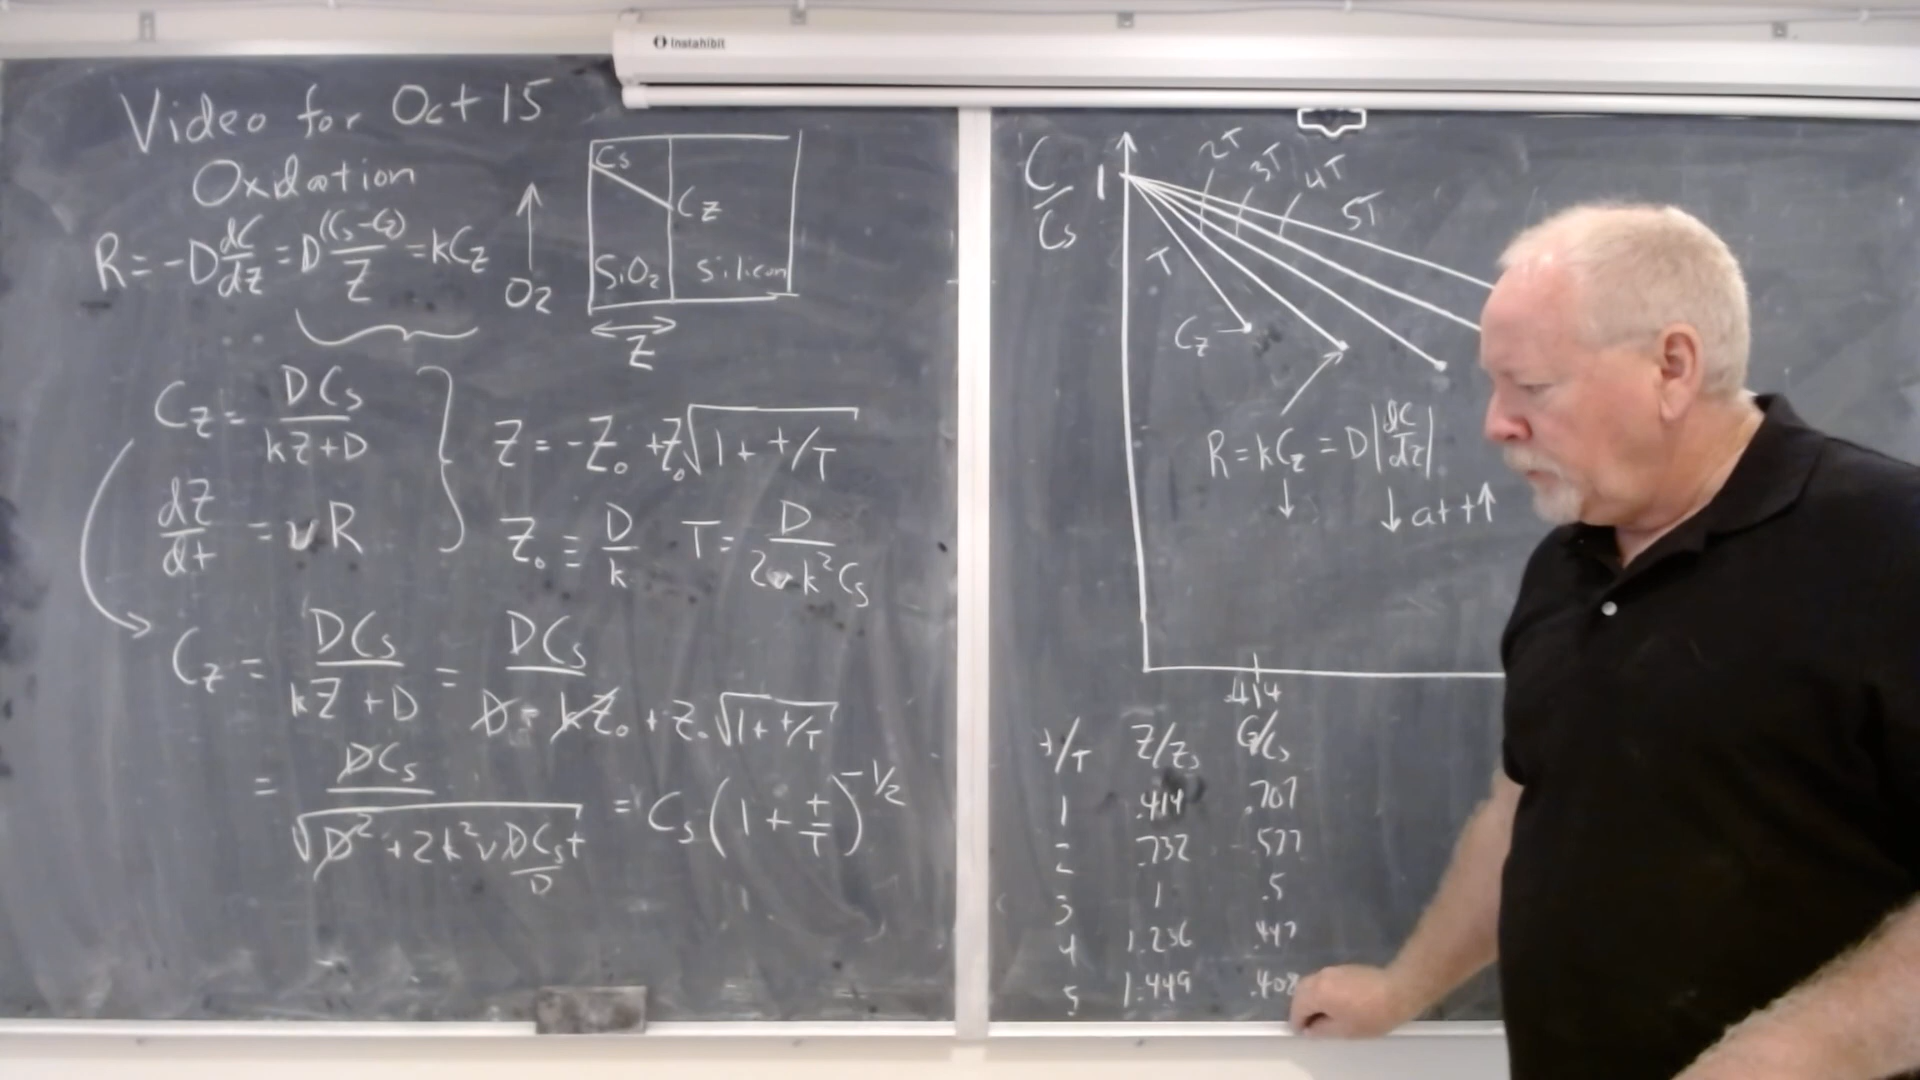 Instahibit
Video for Oct 15
Oxidation
R = -D dC/dz = D (Cs-Cz)/Z = kCz
O2
Cs
Cz
SiO2 Silicon
Z
Cz = DCs/(kZ+D)
dZ/dt = vR
Z = -Z0 + Z0√(1+t/T)
Z0 ≡ D/k T = D/(2vk²Cs)
Cz = DCs/(kZ+D) = DCs/(D - kZ0 + Z0√(1+t/T))
= DCs/√(D²+2k²vDCst/D) = Cs(1+t/T)^-1/2
C/Cs
1
T 2T 3T 4T 5T
Cz
R = kCz = D|dC/dz|
↓ ↓ at t↑
.414
t/T Z/Z0 Cz/Cs
1 .414 .707
2 .732 .577
3 1 .5
4 1.236 .447
5 1.449 .408